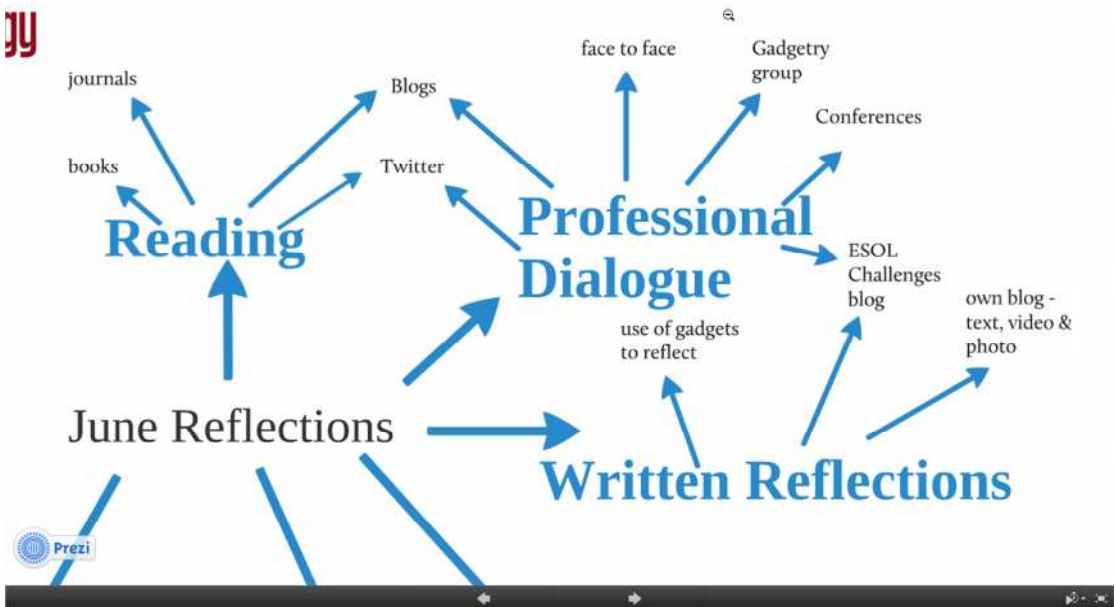 gy
journals
books
Blogs
Twitter
face to face
Gadgetry
group
Conferences
Reading
Professional
Dialogue
ESOL
Challenges
blog
own blog -
text, video &
photo
use of gadgets
to reflect
June Reflections
Written Reflections
Prezi